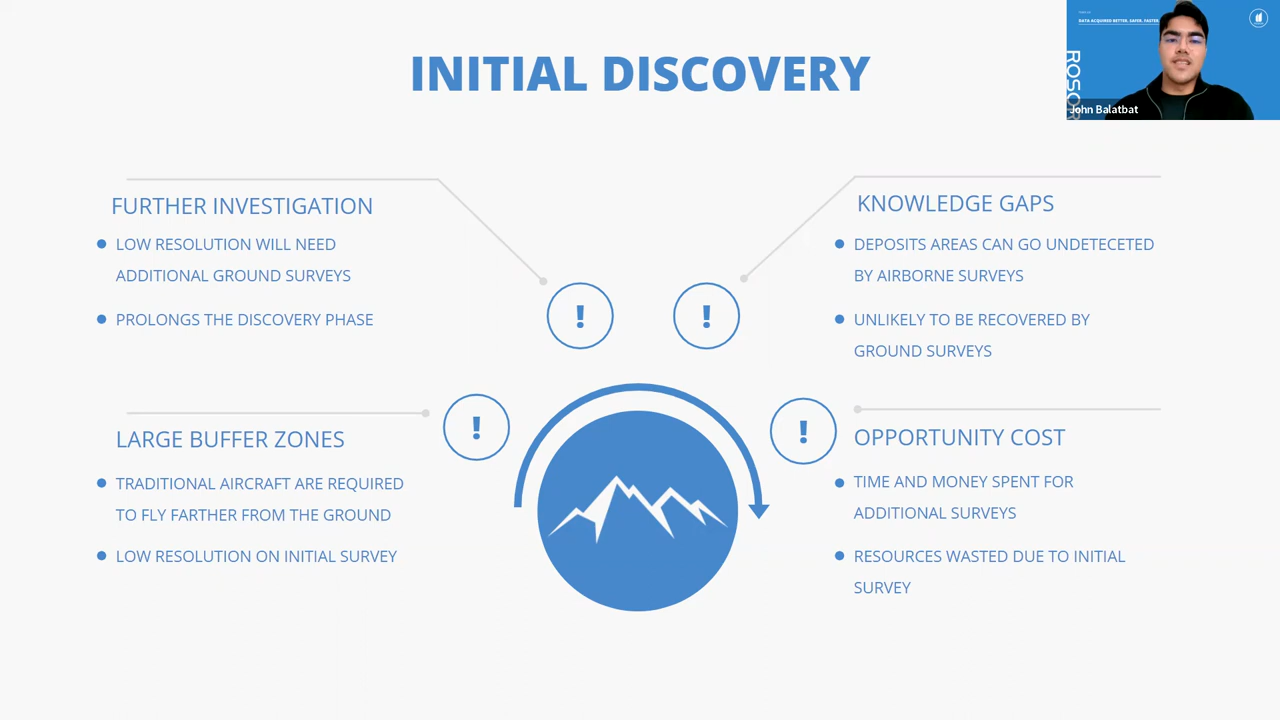 INITIAL DISCOVERY
DATA ACQUIRED BETTER. SAFER. FASTER.
ROSOR
John Balatbat
FURTHER INVESTIGATION
LOW RESOLUTION WILL NEED
ADDITIONAL GROUND SURVEYS
PROLONGS THE DISCOVERY PHASE
KNOWLEDGE GAPS
DEPOSITS AREAS CAN GO UNDETECETED
BY AIRBORNE SURVEYS
UNLIKELY TO BE RECOVERED BY
GROUND SURVEYS
! !
! !
LARGE BUFFER ZONES
TRADITIONAL AIRCRAFT ARE REQUIRED
TO FLY FARTHER FROM THE GROUND
LOW RESOLUTION ON INITIAL SURVEY
OPPORTUNITY COST
TIME AND MONEY SPENT FOR
ADDITIONAL SURVEYS
RESOURCES WASTED DUE TO INITIAL
SURVEY